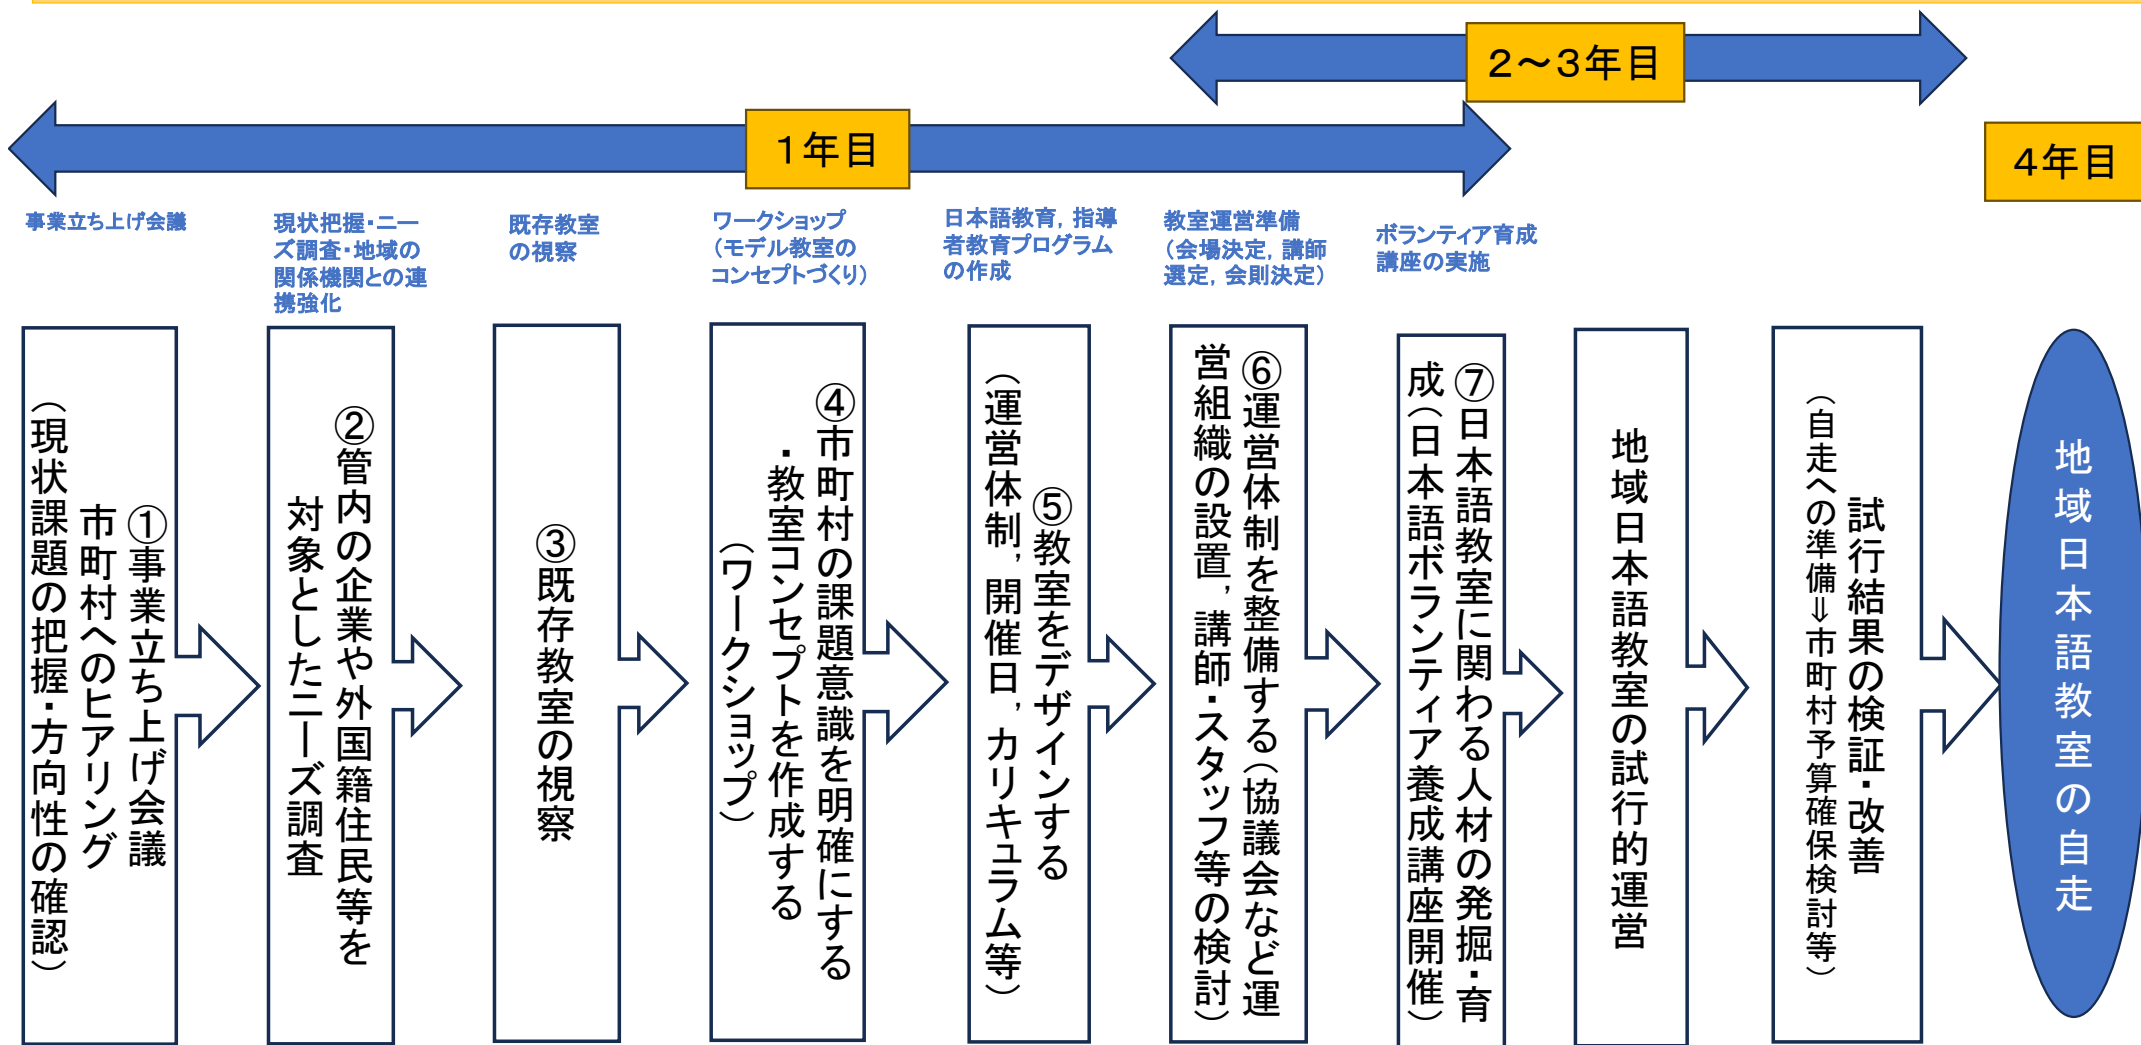 2～3年目
1年目
4年目
事業立ち上げ会議
現状把握・ニー
ズ調査・地域の
関係機関との連
携強化
既存教室
の視察
ワークショップ
（モデル教室の
コンセプトづくり）
日本語教育，指導
者教育プログラム
の作成
教室運営準備
（会場決定，講師
選定，会則決定）
ボランティア育成
講座の実施
①事業立ち上げ会議
市町村へのヒアリング
（現状課題の把握・方向性の確認）
②管内の企業や外国籍住民等を
対象としたニーズ調査
③既存教室の視察
④市町村の課題意識を明確にする
・教室コンセプトを作成する
（ワークショップ）
⑤教室をデザインする
（運営体制，開催日，カリキュラム等）
⑥運営体制を整備する（協議会など運
営組織の設置，講師・スタッフ等の検討）
⑦日本語教室に関わる人材の発掘・育
成（日本語ボランティア養成講座開催）
地域日本語教室の試行的運営
試行結果の検証・改善
（自走への準備⇒市町村予算確保検討等）
地域日本語教室の自走